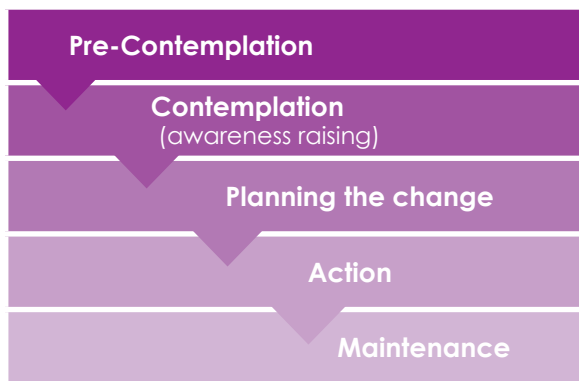 Pre-Contemplation
Contemplation
(awareness raising)
Planning the change
Action
Maintenance